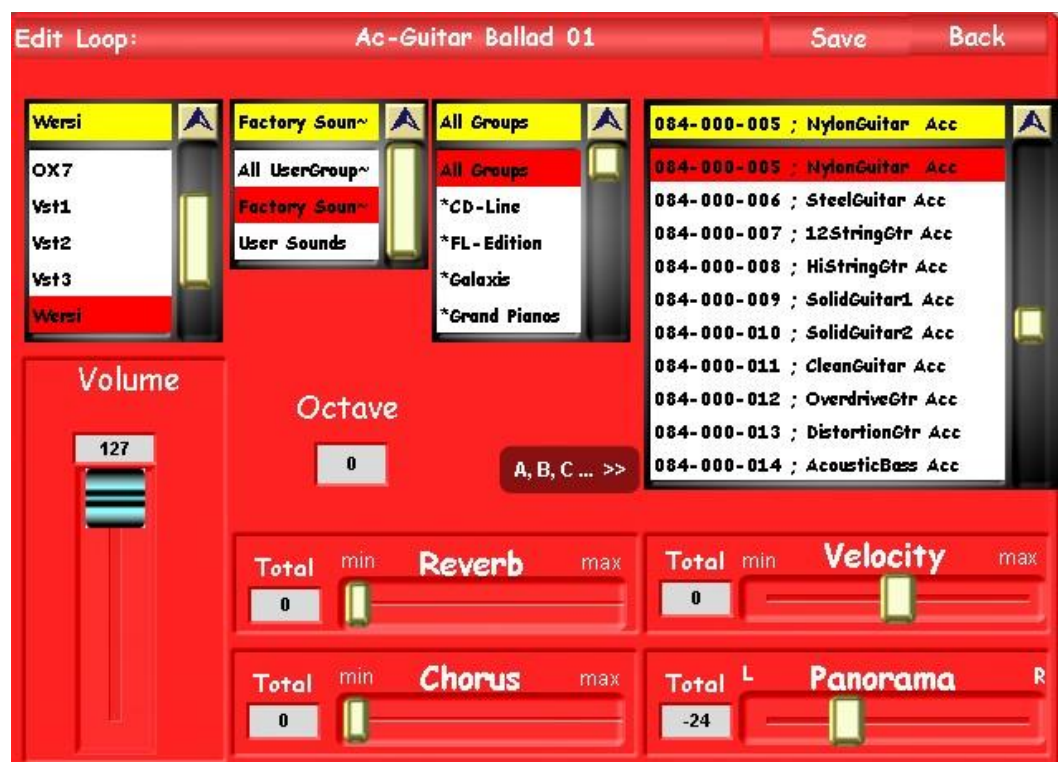 Edit Loop: Ac-Guitar Ballad 01 Save Back
Wersi
OX7
Vst1
Vst2
Vst3
Wersi
Factory Soun~
All UserGroup~
Factory Soun~
User Sounds
All Groups
All Groups
*CD-Line
*FL-Edition
*Galaxis
*Grand Pianos
084-000-005 ; NylonGuitar Acc
084-000-005 ; NylonGuitar Acc
084-000-006 ; SteelGuitar Acc
084-000-007 ; 12StringGtr Acc
084-000-008 ; HiStringGtr Acc
084-000-009 ; SolidGuitar1 Acc
084-000-010 ; SolidGuitar2 Acc
084-000-011 ; CleanGuitar Acc
084-000-012 ; OverdriveGtr Acc
084-000-013 ; DistortionGtr Acc
084-000-014 ; AcousticBass Acc
Volume
127
Octave
0
A, B, C ... >>
Total min Reverb max
0
Total min Velocity max
0
Total min Chorus max
0
Total L Panorama R
-24